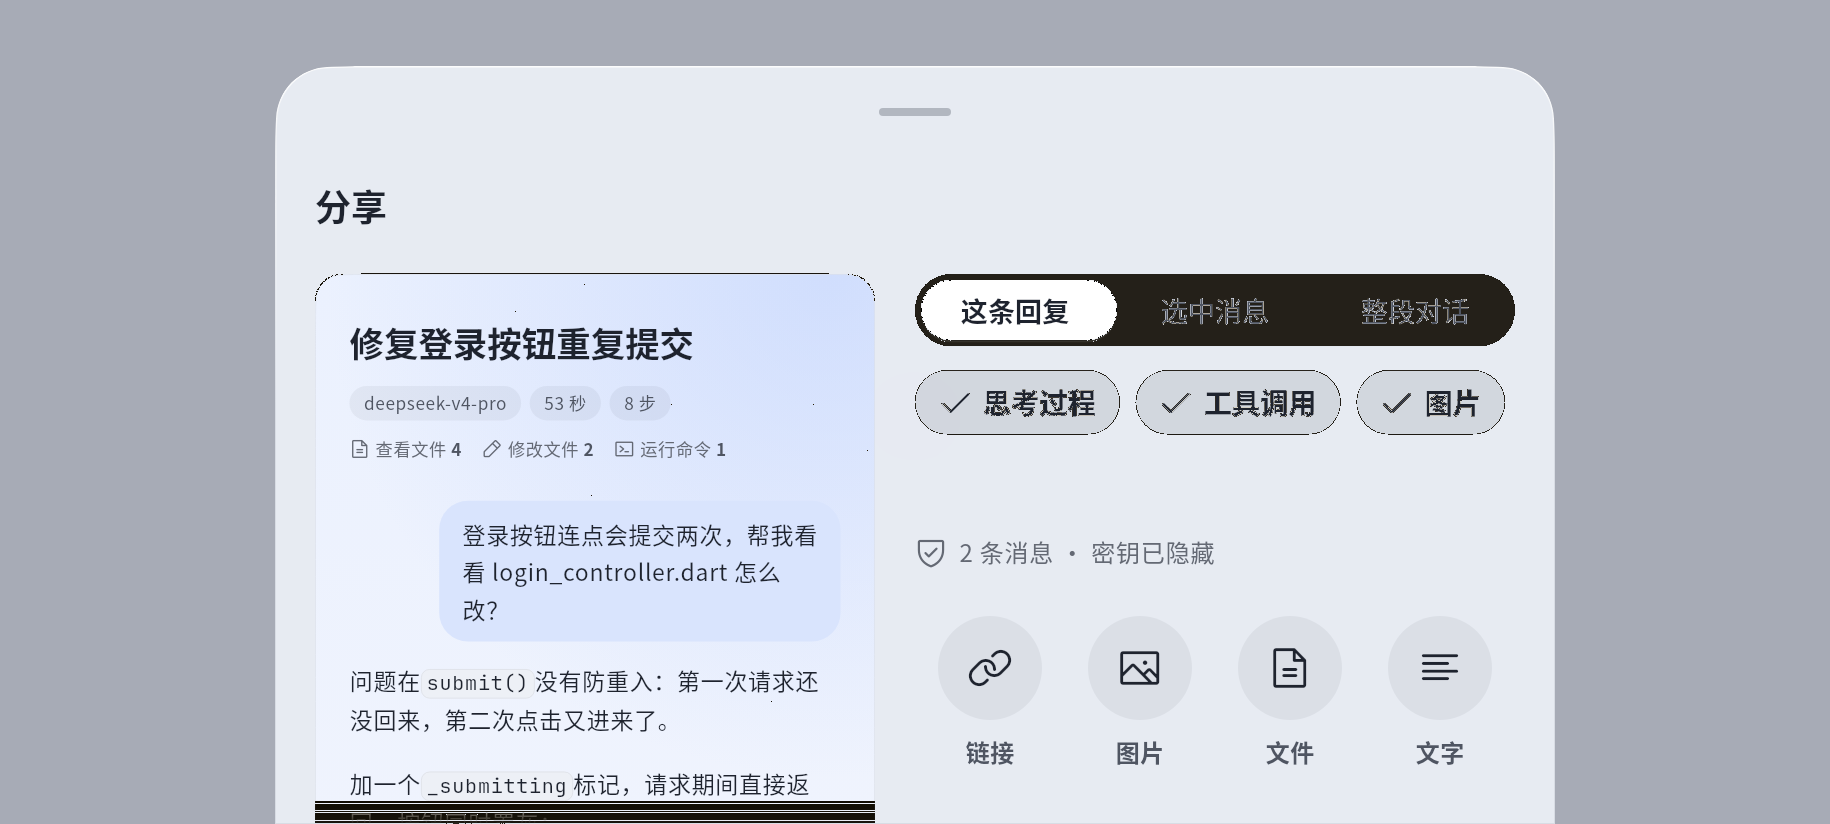 分享
修复登录按钮重复提交
deepseek-v4-pro 53 秒 8 步
查看文件 4 修改文件 2 运行命令 1
登录按钮连点会提交两次，帮我看
看 login_controller.dart 怎么
改？
问题在 submit() 没有防重入：第一次请求还
没回来，第二次点击又进来了。
加一个 _submitting 标记，请求期间直接返
这条回复 选中消息 整段对话
思考过程 工具调用 图片
2 条消息 · 密钥已隐藏
链接 图片 文件 文字